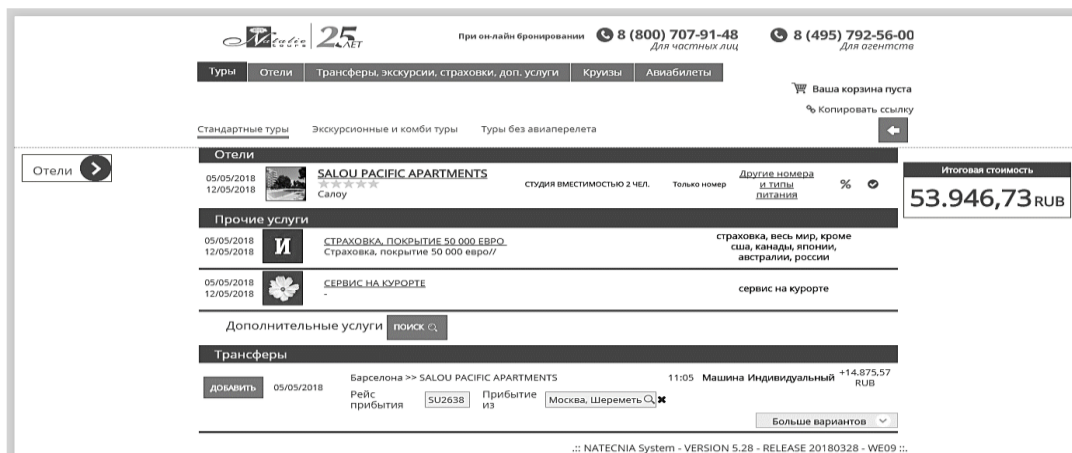 Natalie tours 25 ЛЕТ
При он-лайн бронировании 8 (800) 707-91-48 8 (495) 792-56-00
Для частных лиц Для агентств
Туры Отели Трансферы, экскурсии, страховки, доп. услуги Круизы Авиабилеты
Ваша корзина пуста
Копировать ссылку
Стандартные туры Экскурсионные и комби туры Туры без авиаперелета
Отели
Отели
05/05/2018
12/05/2018
SALOU PACIFIC APARTMENTS
Салоу
СТУДИЯ ВМЕСТИМОСТЬЮ 2 ЧЕЛ. Только номер
Другие номера
и типы
питания
%
Итоговая стоимость
53.946,73 RUB
Прочие услуги
05/05/2018
12/05/2018
И
СТРАХОВКА, ПОКРЫТИЕ 50 000 ЕВРО
Страховка, покрытие 50 000 евро//
страховка, весь мир, кроме
сша, канады, японии,
австралии, россии
05/05/2018
12/05/2018
СЕРВИС НА КУРОРТЕ
-
сервис на курорте
Дополнительные услуги ПОИСК
Трансферы
ДОБАВИТЬ 05/05/2018
Барселона >> SALOU PACIFIC APARTMENTS 11:05 Машина Индивидуальный
+14.875,57
RUB
Рейс
прибытия
SU2638
Прибытие
из
Москва, Шереметь
Больше вариантов
.:: NATECNIA System - VERSION 5.28 - RELEASE 20180328 - WE09 ::.